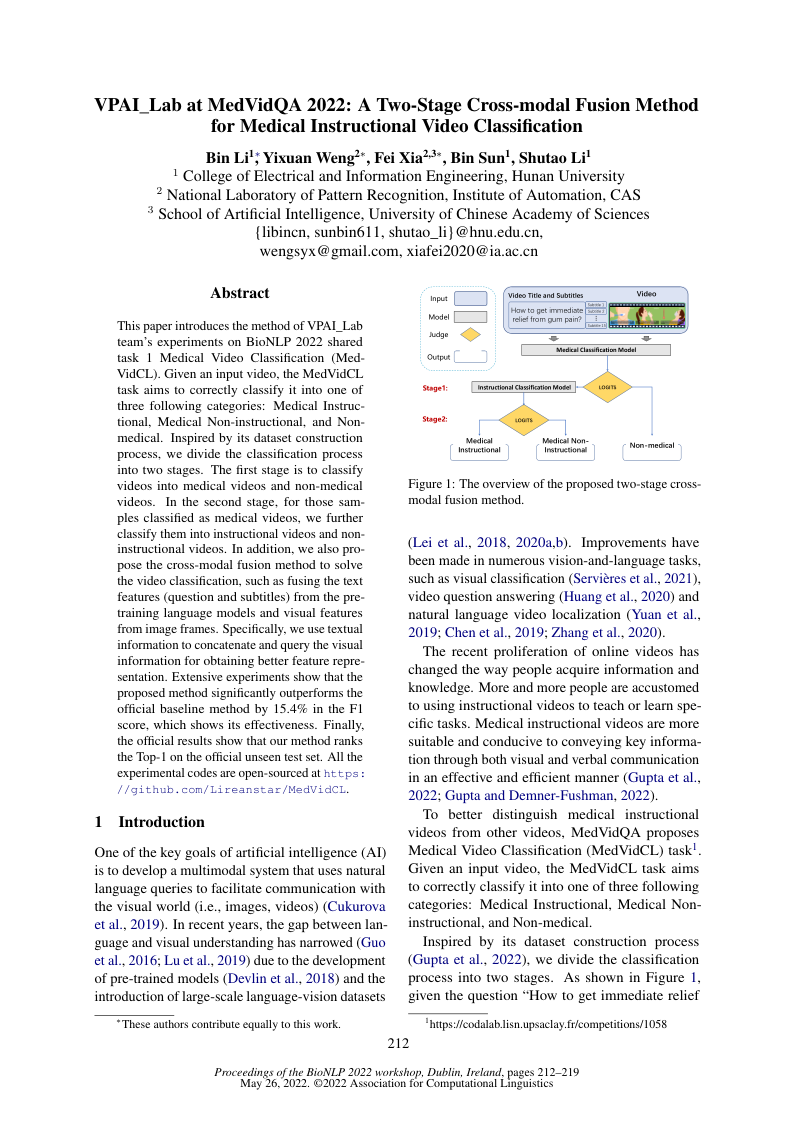 VPAI_Lab at MedVidQA 2022: A Two-Stage Cross-modal Fusion Method
for Medical Instructional Video Classification
Bin Li1*, Yixuan Weng2*, Fei Xia2,3*, Bin Sun1, Shutao Li1
1 College of Electrical and Information Engineering, Hunan University
2 National Laboratory of Pattern Recognition, Institute of Automation, CAS
3 School of Artificial Intelligence, University of Chinese Academy of Sciences
{libincn, sunbin611, shutao_li}@hnu.edu.cn,
wengsyx@gmail.com, xiafei2020@ia.ac.cn
Abstract
This paper introduces the method of VPAI_Lab
team's experiments on BioNLP 2022 shared
task 1 Medical Video Classification (Med-
VidCL). Given an input video, the MedVidCL
task aims to correctly classify it into one of
three following categories: Medical Instruc-
tional, Medical Non-instructional, and Non-
medical. Inspired by its dataset construction
process, we divide the classification process
into two stages. The first stage is to classify
videos into medical videos and non-medical
videos. In the second stage, for those sam-
ples classified as medical videos, we further
classify them into instructional videos and non-
instructional videos. In addition, we also pro-
pose the cross-modal fusion method to solve
the video classification, such as fusing the text
features (question and subtitles) from the pre-
training language models and visual features
from image frames. Specifically, we use textual
information to concatenate and query the visual
information for obtaining better feature repre-
sentation. Extensive experiments show that the
proposed method significantly outperforms the
official baseline method by 15.4% in the F1
score, which shows its effectiveness. Finally,
the official results show that our method ranks
the Top-1 on the official unseen test set. All the
experimental codes are open-sourced at https:
//github.com/Lireanstar/MedVidCL.
1 Introduction
One of the key goals of artificial intelligence (AI)
is to develop a multimodal system that uses natural
language queries to facilitate communication with
the visual world (i.e., images, videos) (Cukurova
et al., 2019). In recent years, the gap between lan-
guage and visual understanding has narrowed (Guo
et al., 2016; Lu et al., 2019) due to the development
of pre-trained models (Devlin et al., 2018) and the
introduction of large-scale language-vision datasets
*These authors contribute equally to this work.
Input
Model
Judge
Output
Video Title and Subtitles
Video
How to get immediate
relief from gum pain?
Subtitle 1
Subtitle 2
Medical Classification Model
Stage1:
Instructional Classification Model
LOGITS
Stage2:
LOGITS
Medical
Instructional
Medical Non-
Instructional
Non-medical
Figure 1: The overview of the proposed two-stage cross-
modal fusion method.
(Lei et al., 2018, 2020a,b). Improvements have
been made in numerous vision-and-language tasks,
such as visual classification (Servières et al., 2021),
video question answering (Huang et al., 2020) and
natural language video localization (Yuan et al.,
2019; Chen et al., 2019; Zhang et al., 2020).
The recent proliferation of online videos has
changed the way people acquire information and
knowledge. More and more people are accustomed
to using instructional videos to teach or learn spe-
cific tasks. Medical instructional videos are more
suitable and conducive to conveying key informa-
tion through both visual and verbal communication
in an effective and efficient manner (Gupta et al.,
2022; Gupta and Demner-Fushman, 2022).
To better distinguish medical instructional
videos from other videos, MedVidQA proposes
Medical Video Classification (MedVidCL) task1.
Given an input video, the MedVidCL task aims
to correctly classify it into one of three following
categories: Medical Instructional, Medical Non-
instructional, and Non-medical.
Inspired by its dataset construction process
(Gupta et al., 2022), we divide the classification
process into two stages. As shown in Figure 1,
given the question “How to get immediate relief
1https://codalab.lisn.upsaclay.fr/competitions/1058
212
Proceedings of the BioNLP 2022 workshop, Dublin, Ireland, pages 212–219
May 26, 2022. ©2022 Association for Computational Linguistics